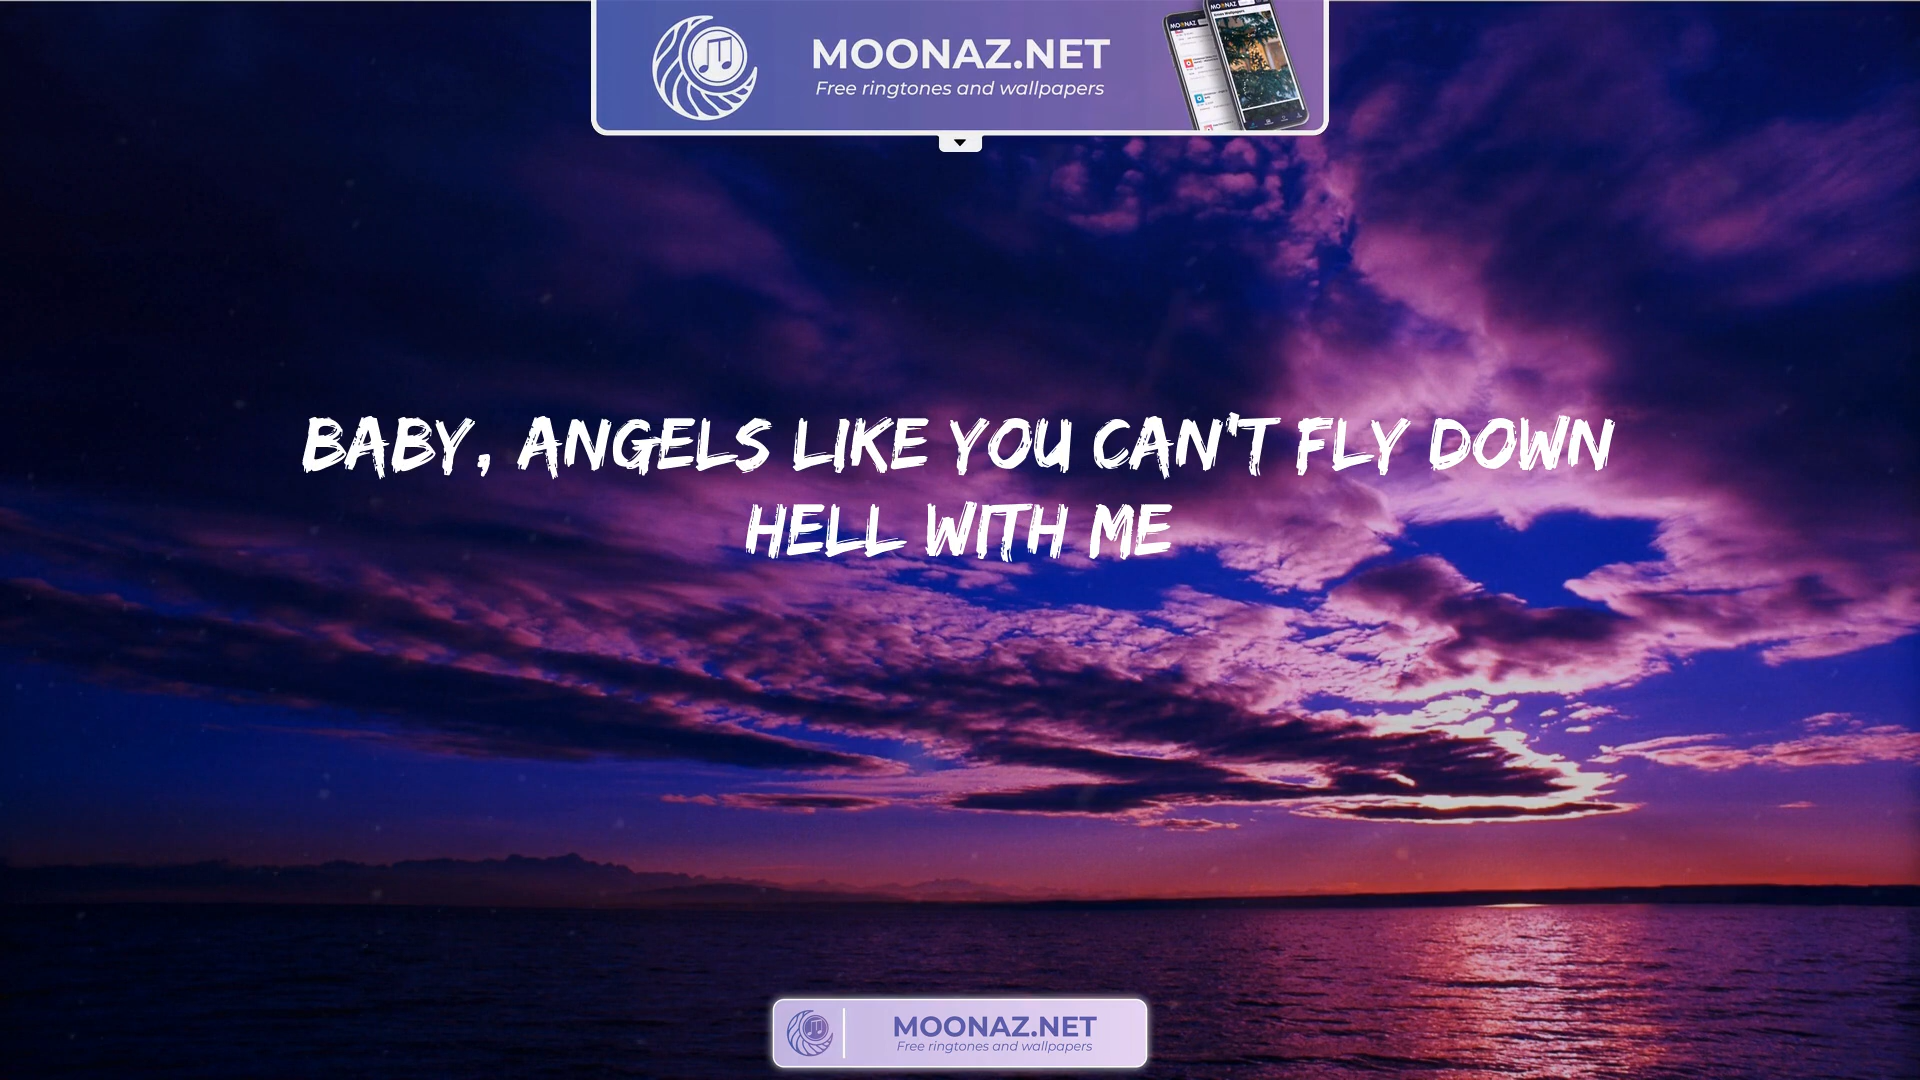 MOONAZ.NET
Free ringtones and wallpapers
BABY, ANGELS LIKE YOU CAN'T FLY DOWN
HELL WITH ME
MOONAZ.NET
Free ringtones and wallpapers